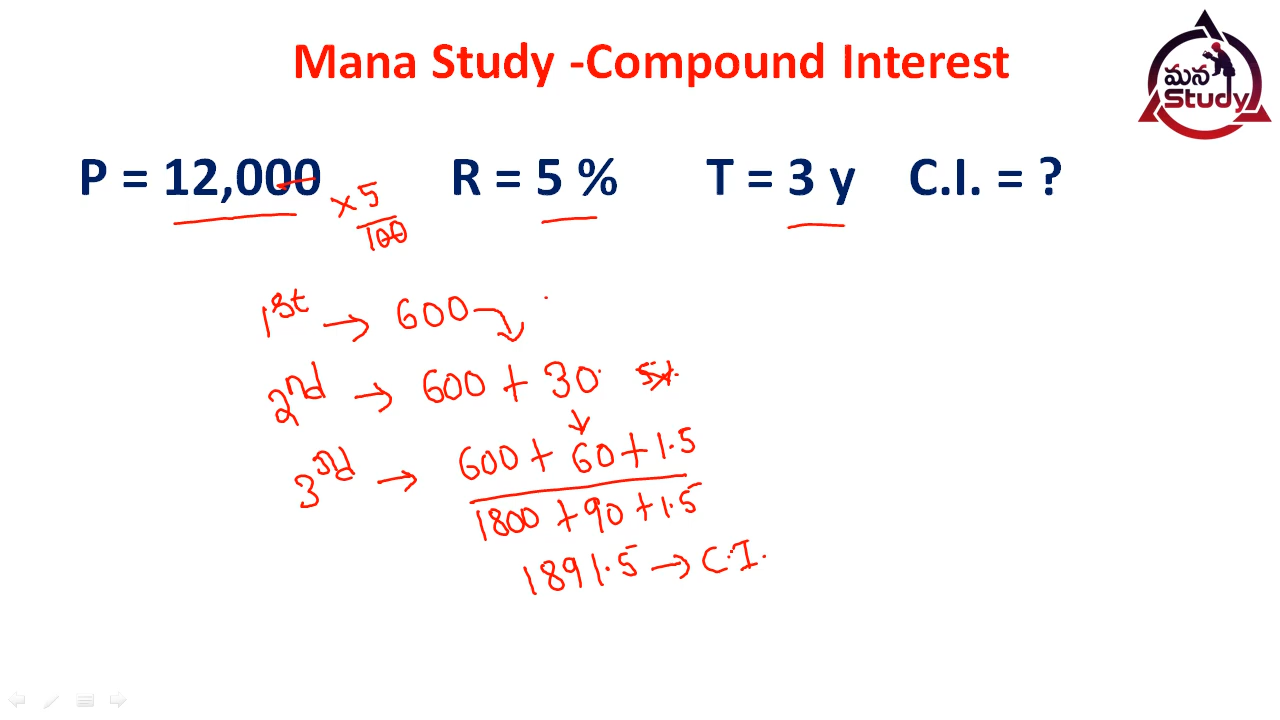 Mana Study -Compound Interest
మన
Study
P = 12,000 R = 5 % T = 3 y C.I. = ?
× 5/100
1st → 600
2nd → 600 + 30
3rd → 600 + 60 + 1.5
1800 + 90 + 1.5
1891.5 → C.I.